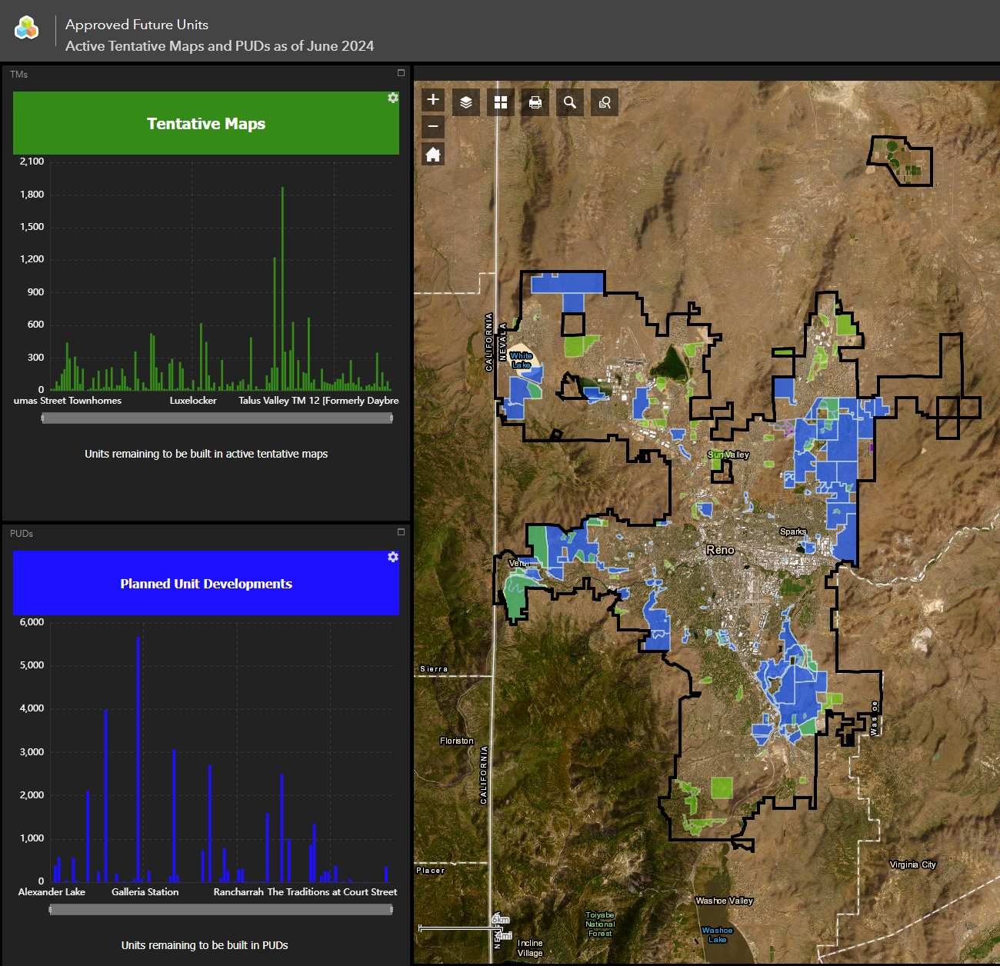 Approved Future Units
Active Tentative Maps and PUDs as of June 2024
TMs
Tentative Maps
2,100
1,800
1,500
1,200
900
600
300
0
umas Street Townhomes
Luxelocker
Talus Valley TM 12 [Formerly Daybre
Units remaining to be built in active tentative maps
PUDs
Planned Unit Developments
6,000
5,000
4,000
3,000
2,000
1,000
0
Alexander Lake
Galleria Station
Rancharrah
The Traditions at Court Street
Units remaining to be built in PUDs
+
−
CALIFORNIA
NEVADA
White
Lake
Sun Valley
Sparks
Reno
Verdi
Sierra
Floriston
CALIFORNIA
Placer
Virginia City
Washoe Valley
Washoe
Lake
Toiyabe
National
Forest
6km
4mi
Incline
Village